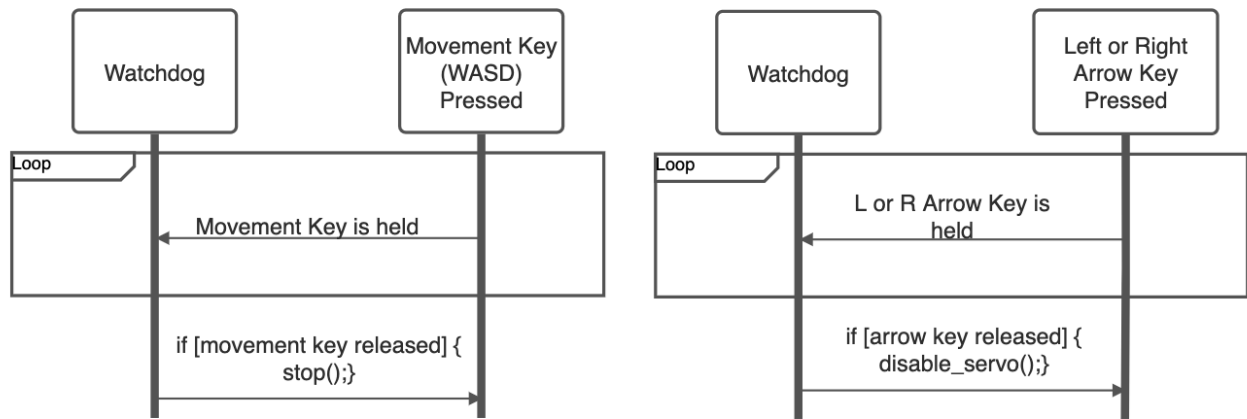 Watchdog
Movement Key
(WASD)
Pressed
Loop
Movement Key is held
if [movement key released] {
stop();}
Watchdog
Left or Right
Arrow Key
Pressed
Loop
L or R Arrow Key is
held
if [arrow key released] {
disable_servo();}